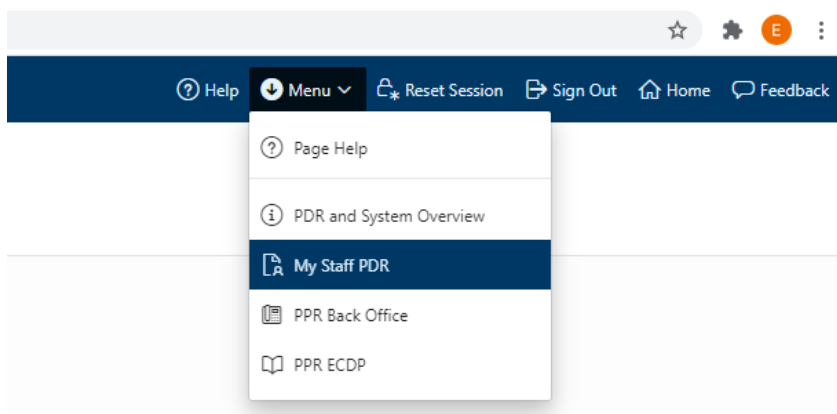 E
Help Menu Reset Session Sign Out Home Feedback
Page Help
PDR and System Overview
My Staff PDR
PPR Back Office
PPR ECDP